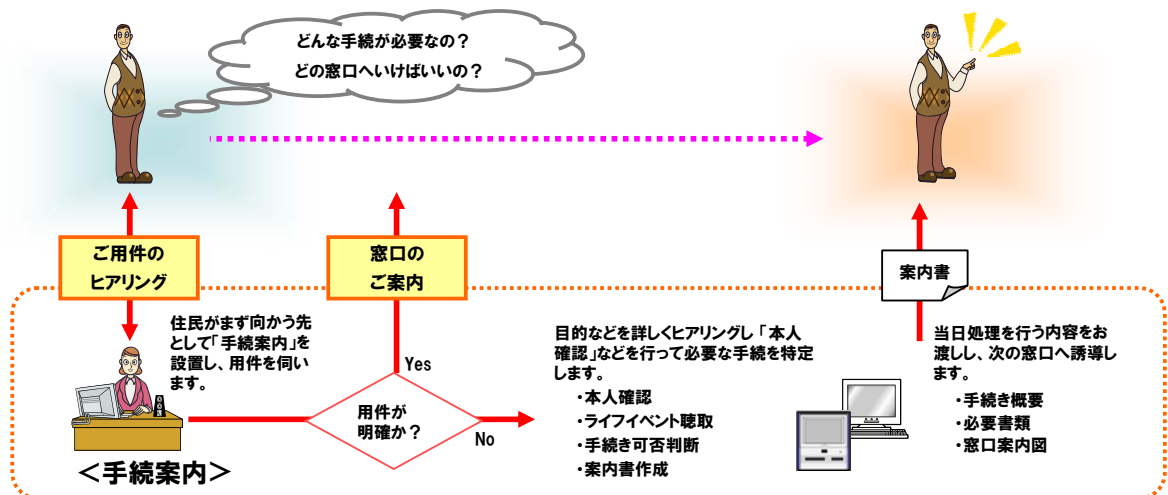 どんな手続が必要なの？
どの窓口へいけばいいの？
ご用件の
ヒアリング
窓口の
ご案内
案内書
住民がまず向かう先
として「手続案内」を
設置し、用件を伺い
ます。
＜手続案内＞
用件が
明確か？
Yes
No
目的などを詳しくヒアリングし「本人
確認」などを行って必要な手続を特定
します。
・本人確認
・ライフイベント聴取
・手続き可否判断
・案内書作成
当日処理を行う内容をお
渡しし、次の窓口へ誘導し
ます。
・手続き概要
・必要書類
・窓口案内図